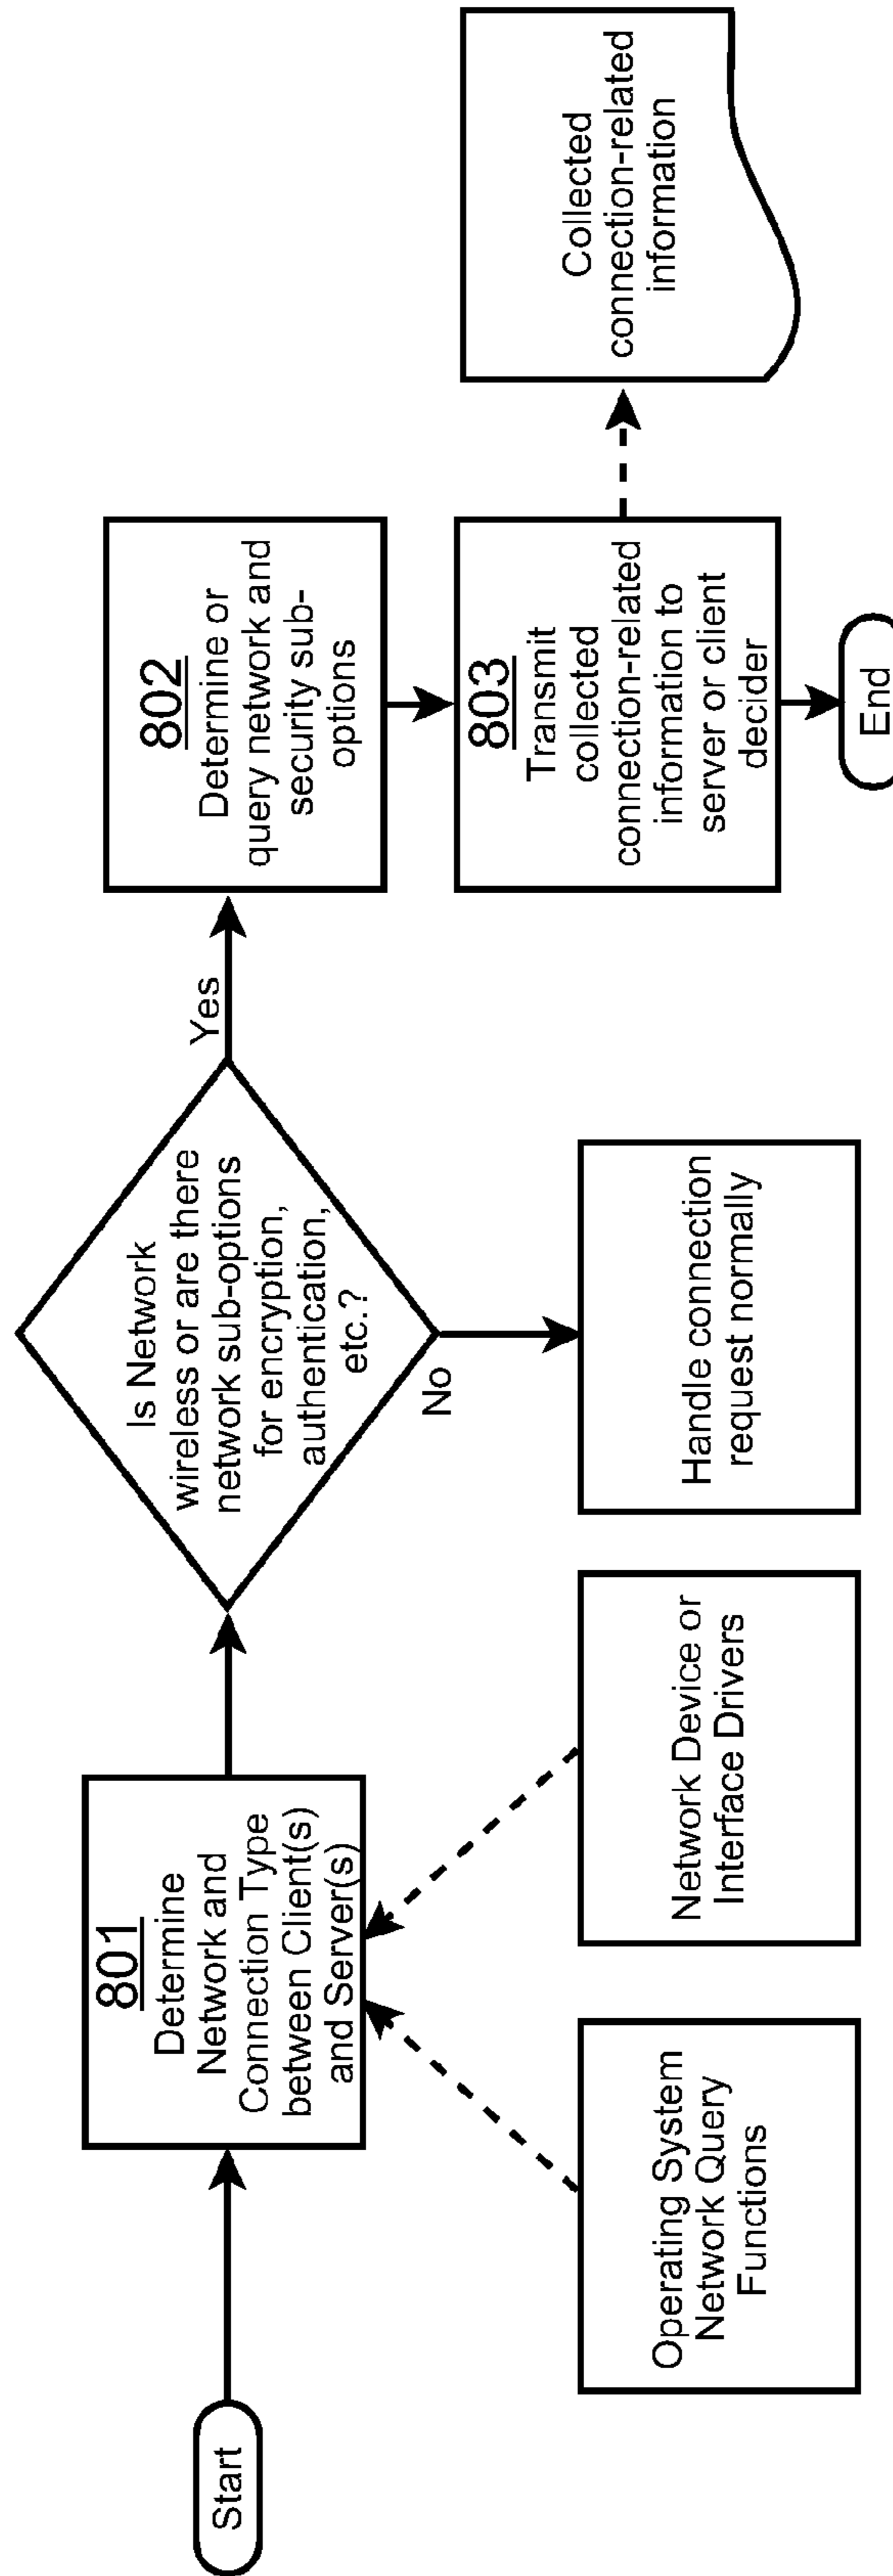 Start
801
Determine
Network and
Connection Type
between Client(s)
and Server(s)
Operating System
Network Query
Functions
Network Device or
Interface Drivers
Is Network
wireless or are there
network sub-options
for encryption,
authentication,
etc.?
Yes
No
Handle connection
request normally
802
Determine or
query network and
security sub-
options
803
Transmit
collected
connection-related
information to
server or client
decider
Collected
connection-related
information
End